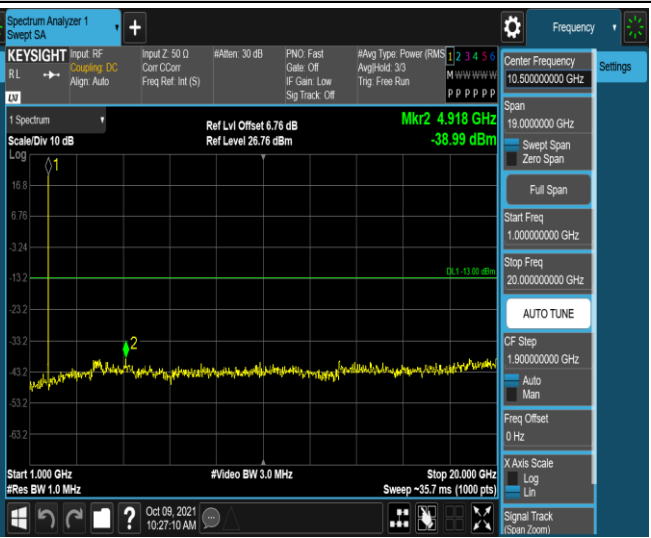 Spectrum Analyzer 1
Swept SA
Frequency
KEYSIGHT
RL
Input: RF
Coupling: DC
Align: Auto
Input Z: 50 Ω
Corr CCorr
Freq Ref: Int (S)
#Atten: 30 dB
PNO: Fast
Gate: Off
IF Gain: Low
Sig Track: Off
#Avg Type: Power (RMS
Avg|Hold: 3/3
Trig: Free Run
1 2 3 4 5 6
M W W W W W
P P P P P P
LXI
1 Spectrum
Scale/Div 10 dB
Log
Ref Lvl Offset 6.76 dB
Ref Level 26.76 dBm
Mkr2 4.918 GHz
-38.99 dBm
1
16.8
6.76
-3.24
-13.2
DL1 -13.00 dBm
-23.2
-33.2
2
-43.2
-53.2
-63.2
Start 1.000 GHz
#Res BW 1.0 MHz
#Video BW 3.0 MHz
Stop 20.000 GHz
Sweep ~35.7 ms (1000 pts)
?
Oct 09, 2021
10:27:10 AM
Settings
Center Frequency
10.500000000 GHz
Span
19.0000000 GHz
Swept Span
Zero Span
Full Span
Start Freq
1.000000000 GHz
Stop Freq
20.000000000 GHz
AUTO TUNE
CF Step
1.900000000 GHz
Auto
Man
Freq Offset
0 Hz
X Axis Scale
Log
Lin
Signal Track
(Span Zoom)